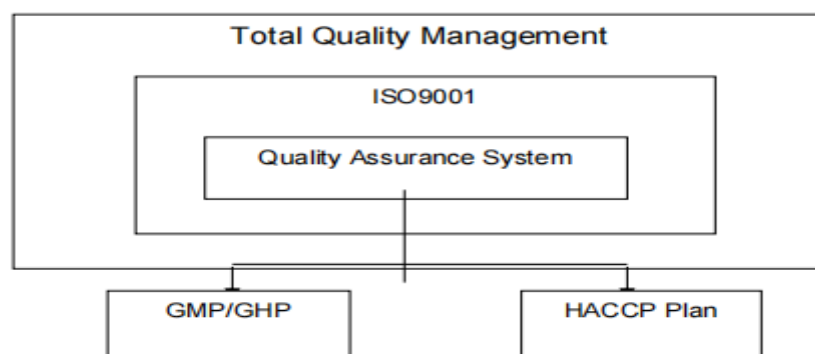 Total Quality Management
ISO9001
Quality Assurance System
GMP/GHP
HACCP Plan